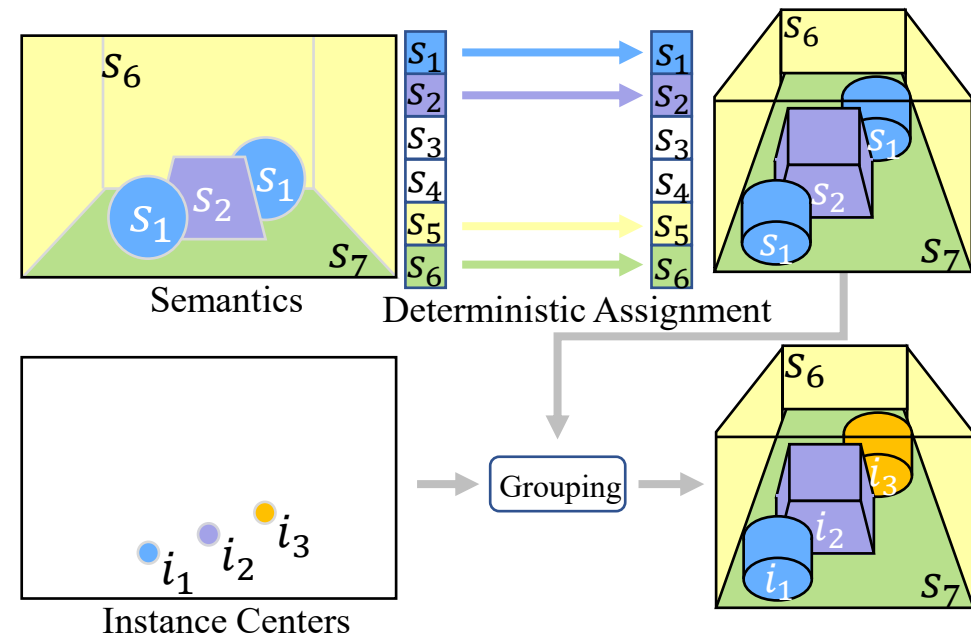 s₆
s₁
s₂
s₁
s₇
Semantics
s₁
s₂
s₃
s₄
s₅
s₆
s₁
s₂
s₃
s₄
s₅
s₆
Deterministic Assignment
s₆
s₁
s₂
s₁
s₇
i₁
i₂
i₃
Instance Centers
Grouping
s₆
i₃
i₂
i₁
s₇